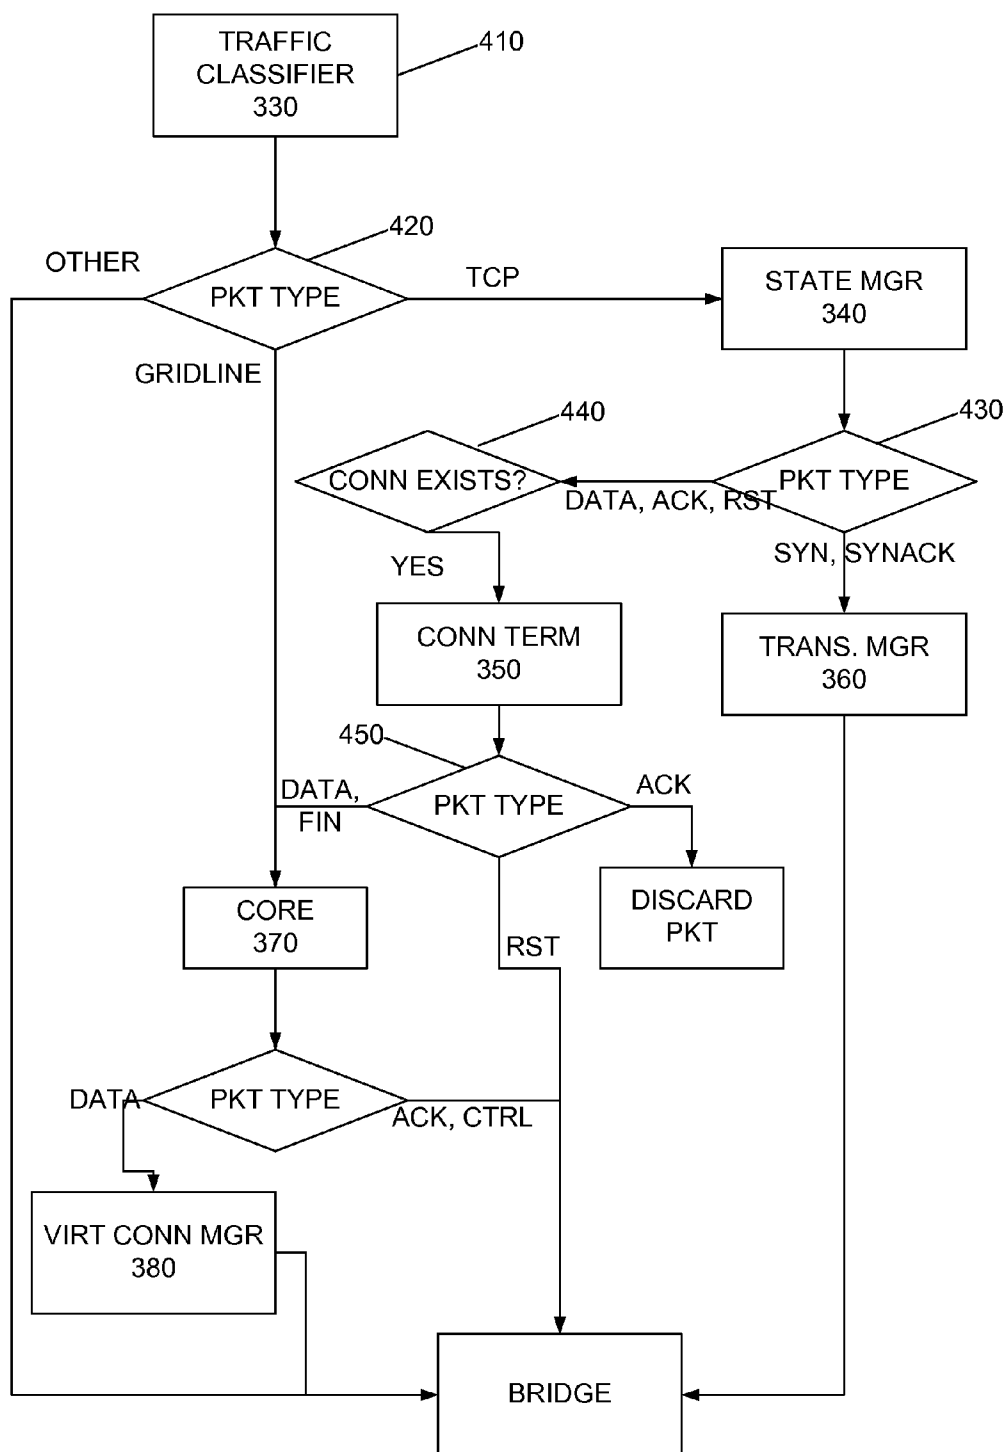 TRAFFIC
CLASSIFIER
330
410
420
OTHER
PKT TYPE
TCP
STATE MGR
340
GRIDLINE
440
430
CONN EXISTS?
PKT TYPE
DATA, ACK, RST
SYN, SYNACK
YES
CONN TERM
350
TRANS. MGR
360
450
DATA,
FIN
PKT TYPE
ACK
CORE
370
DISCARD
PKT
RST
DATA
PKT TYPE
ACK, CTRL
VIRT CONN MGR
380
BRIDGE